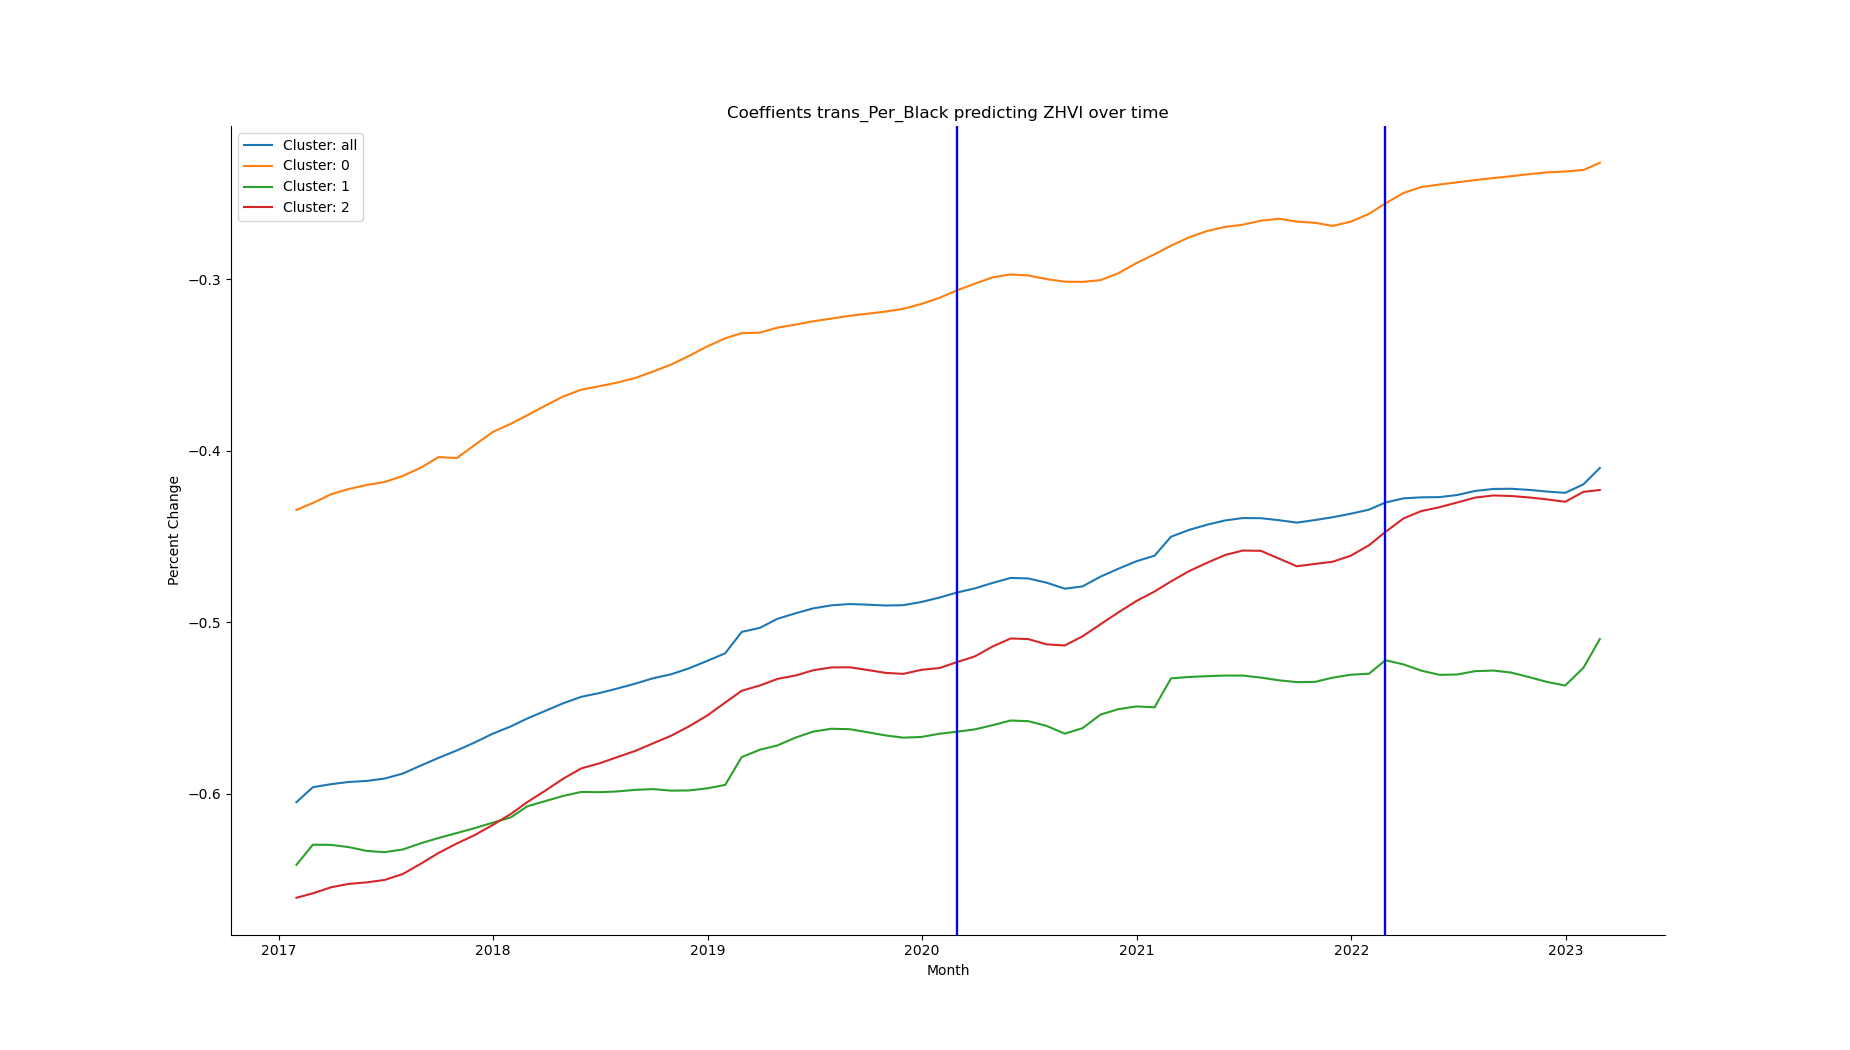 Coeffients trans_Per_Black predicting ZHVI over time
Cluster: all
Cluster: 0
Cluster: 1
Cluster: 2
−0.3
−0.4
−0.5
−0.6
Percent Change
2017 2018 2019 2020 2021 2022 2023
Month